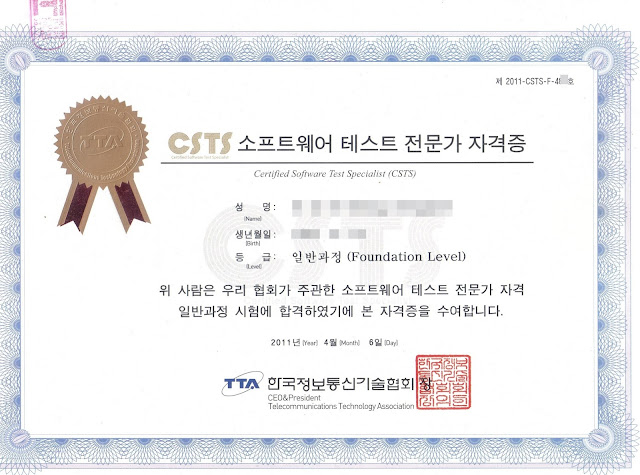 제 2011-CSTS-F-4 호
TTA
CSTS 소프트웨어 테스트 전문가 자격증
Certified Software Test Specialist
Certified Software Test Specialist (CSTS)
성 명 :
[Name]
생년월일 :
[Birth]
등 급 : 일반과정 (Foundation Level)
[Level]
CSTS
위 사람은 우리 협회가 주관한 소프트웨어 테스트 전문가 자격
일반과정 시험에 합격하였기에 본 자격증을 수여합니다.
2011년 [Year] 4월 [Month] 6일 [Day]
TTA 한국정보통신기술협회장
CEO&President
Telecommunications Technology Association